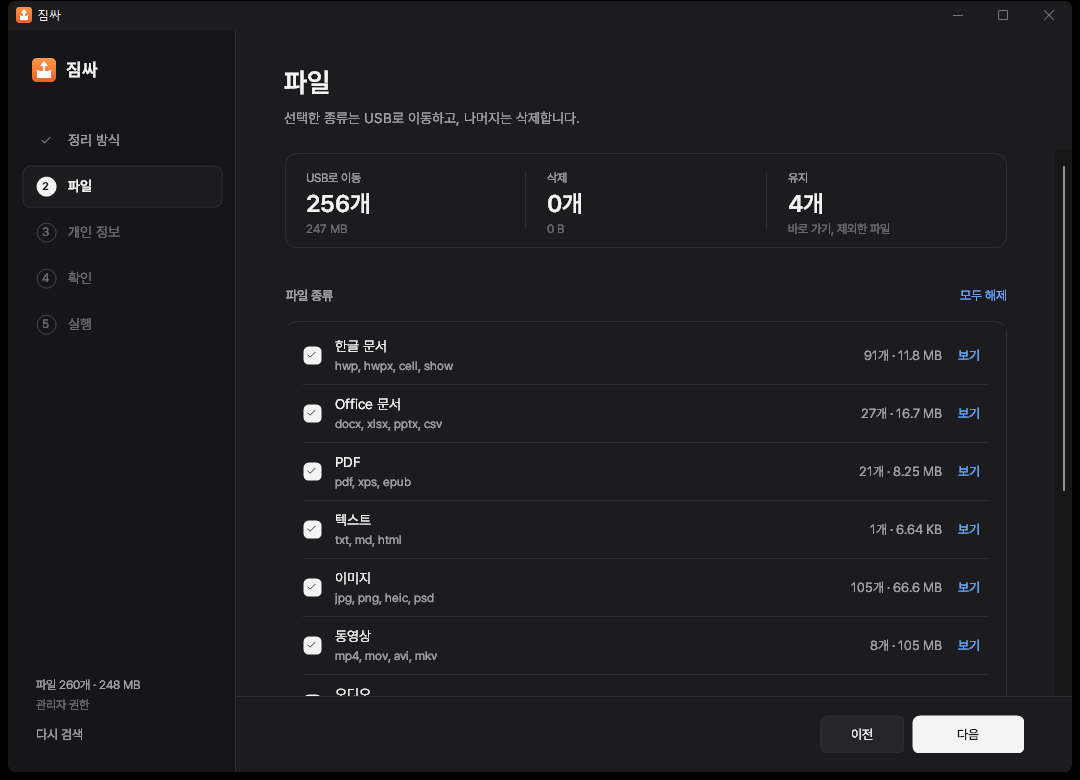 짐싸
짐싸
정리 방식
2 파일
3 개인 정보
4 확인
5 실행
파일 260개 · 248 MB
관리자 권한
다시 검색
파일
선택한 종류는 USB로 이동하고, 나머지는 삭제합니다.
USB로 이동
256개
247 MB
삭제
0개
0 B
유지
4개
바로 가기, 제외한 파일
파일 종류
모두 해제
한글 문서
hwp, hwpx, cell, show
91개 · 11.8 MB 보기
Office 문서
docx, xlsx, pptx, csv
27개 · 16.7 MB 보기
PDF
pdf, xps, epub
21개 · 8.25 MB 보기
텍스트
txt, md, html
1개 · 6.64 KB 보기
이미지
jpg, png, heic, psd
105개 · 66.6 MB 보기
동영상
mp4, mov, avi, mkv
8개 · 105 MB 보기
오디오
이전
다음